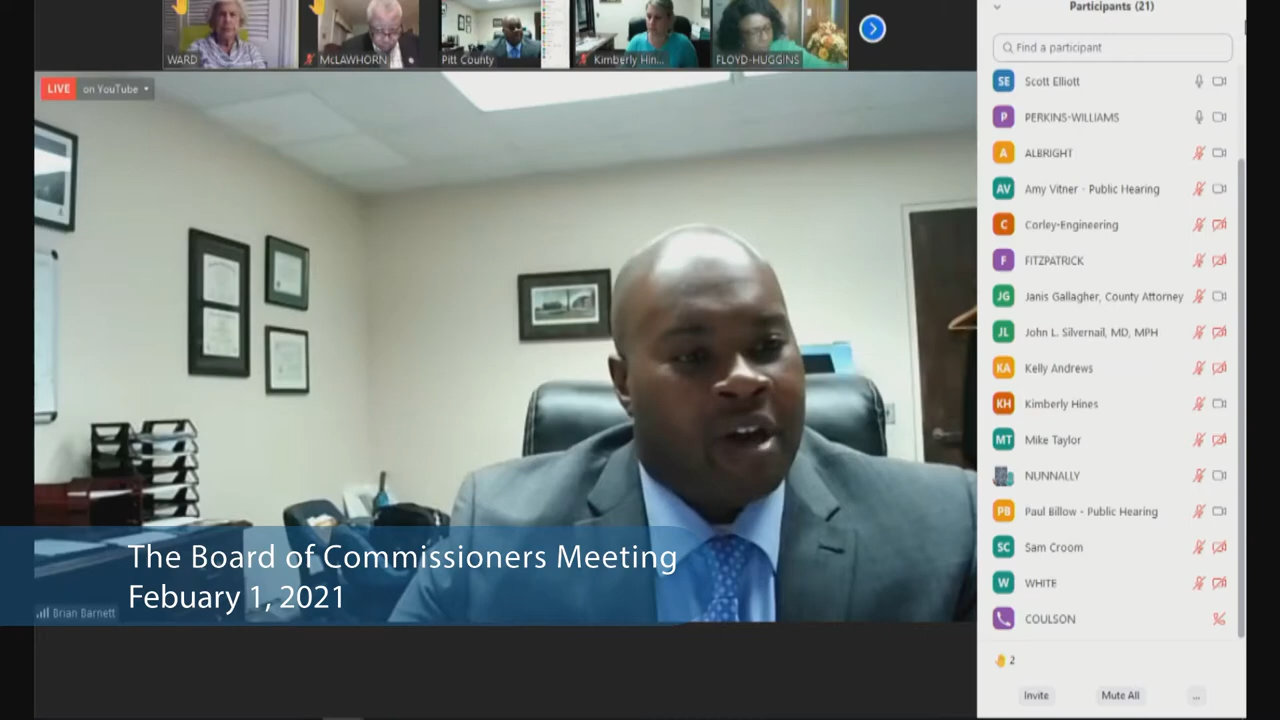 WARD
McLAWHORN
Pitt County
Kimberly Hin...
FLOYD-HUGGINS
LIVE on YouTube
The Board of Commissioners Meeting
Febuary 1, 2021
Brian Barnett
Participants (21)
Find a participant
SE Scott Elliott
P PERKINS-WILLIAMS
A ALBRIGHT
AV Amy Vitner - Public Hearing
C Corley-Engineering
F FITZPATRICK
JG Janis Gallagher, County Attorney
JL John L. Silvernail, MD, MPH
KA Kelly Andrews
KH Kimberly Hines
MT Mike Taylor
NUNNALLY
PB Paul Billow - Public Hearing
SC Sam Croom
W WHITE
COULSON
2
Invite Mute All ...